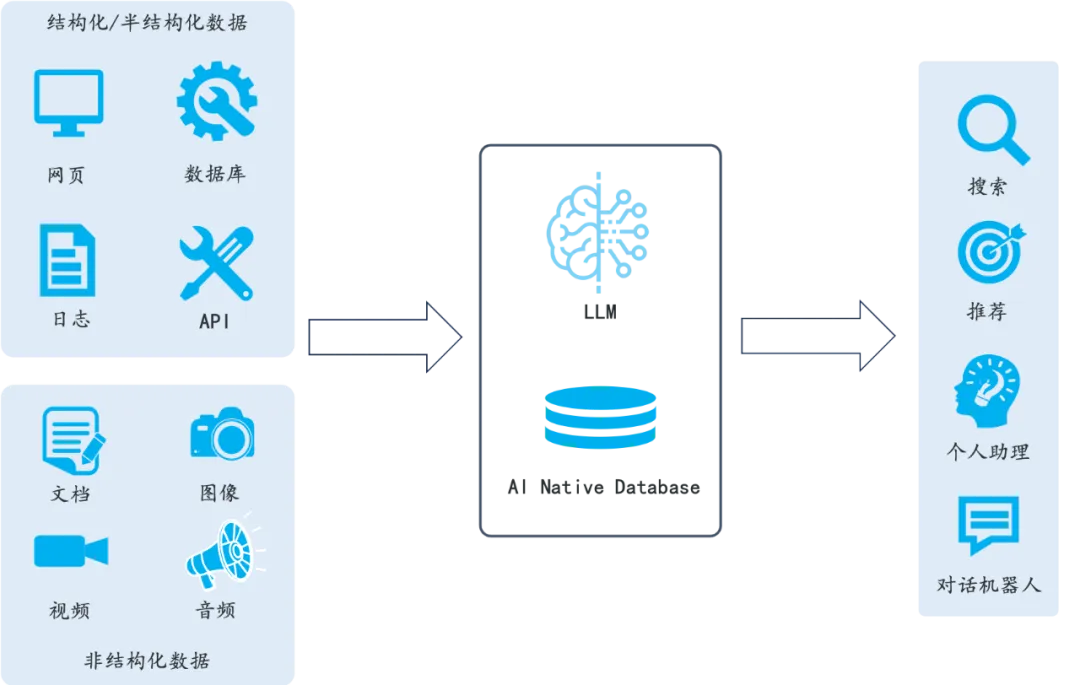 结构化/半结构化数据
网页
数据库
日志
API
文档
图像
视频
音频
非结构化数据
LLM
AI Native Database
搜索
推荐
个人助理
对话机器人